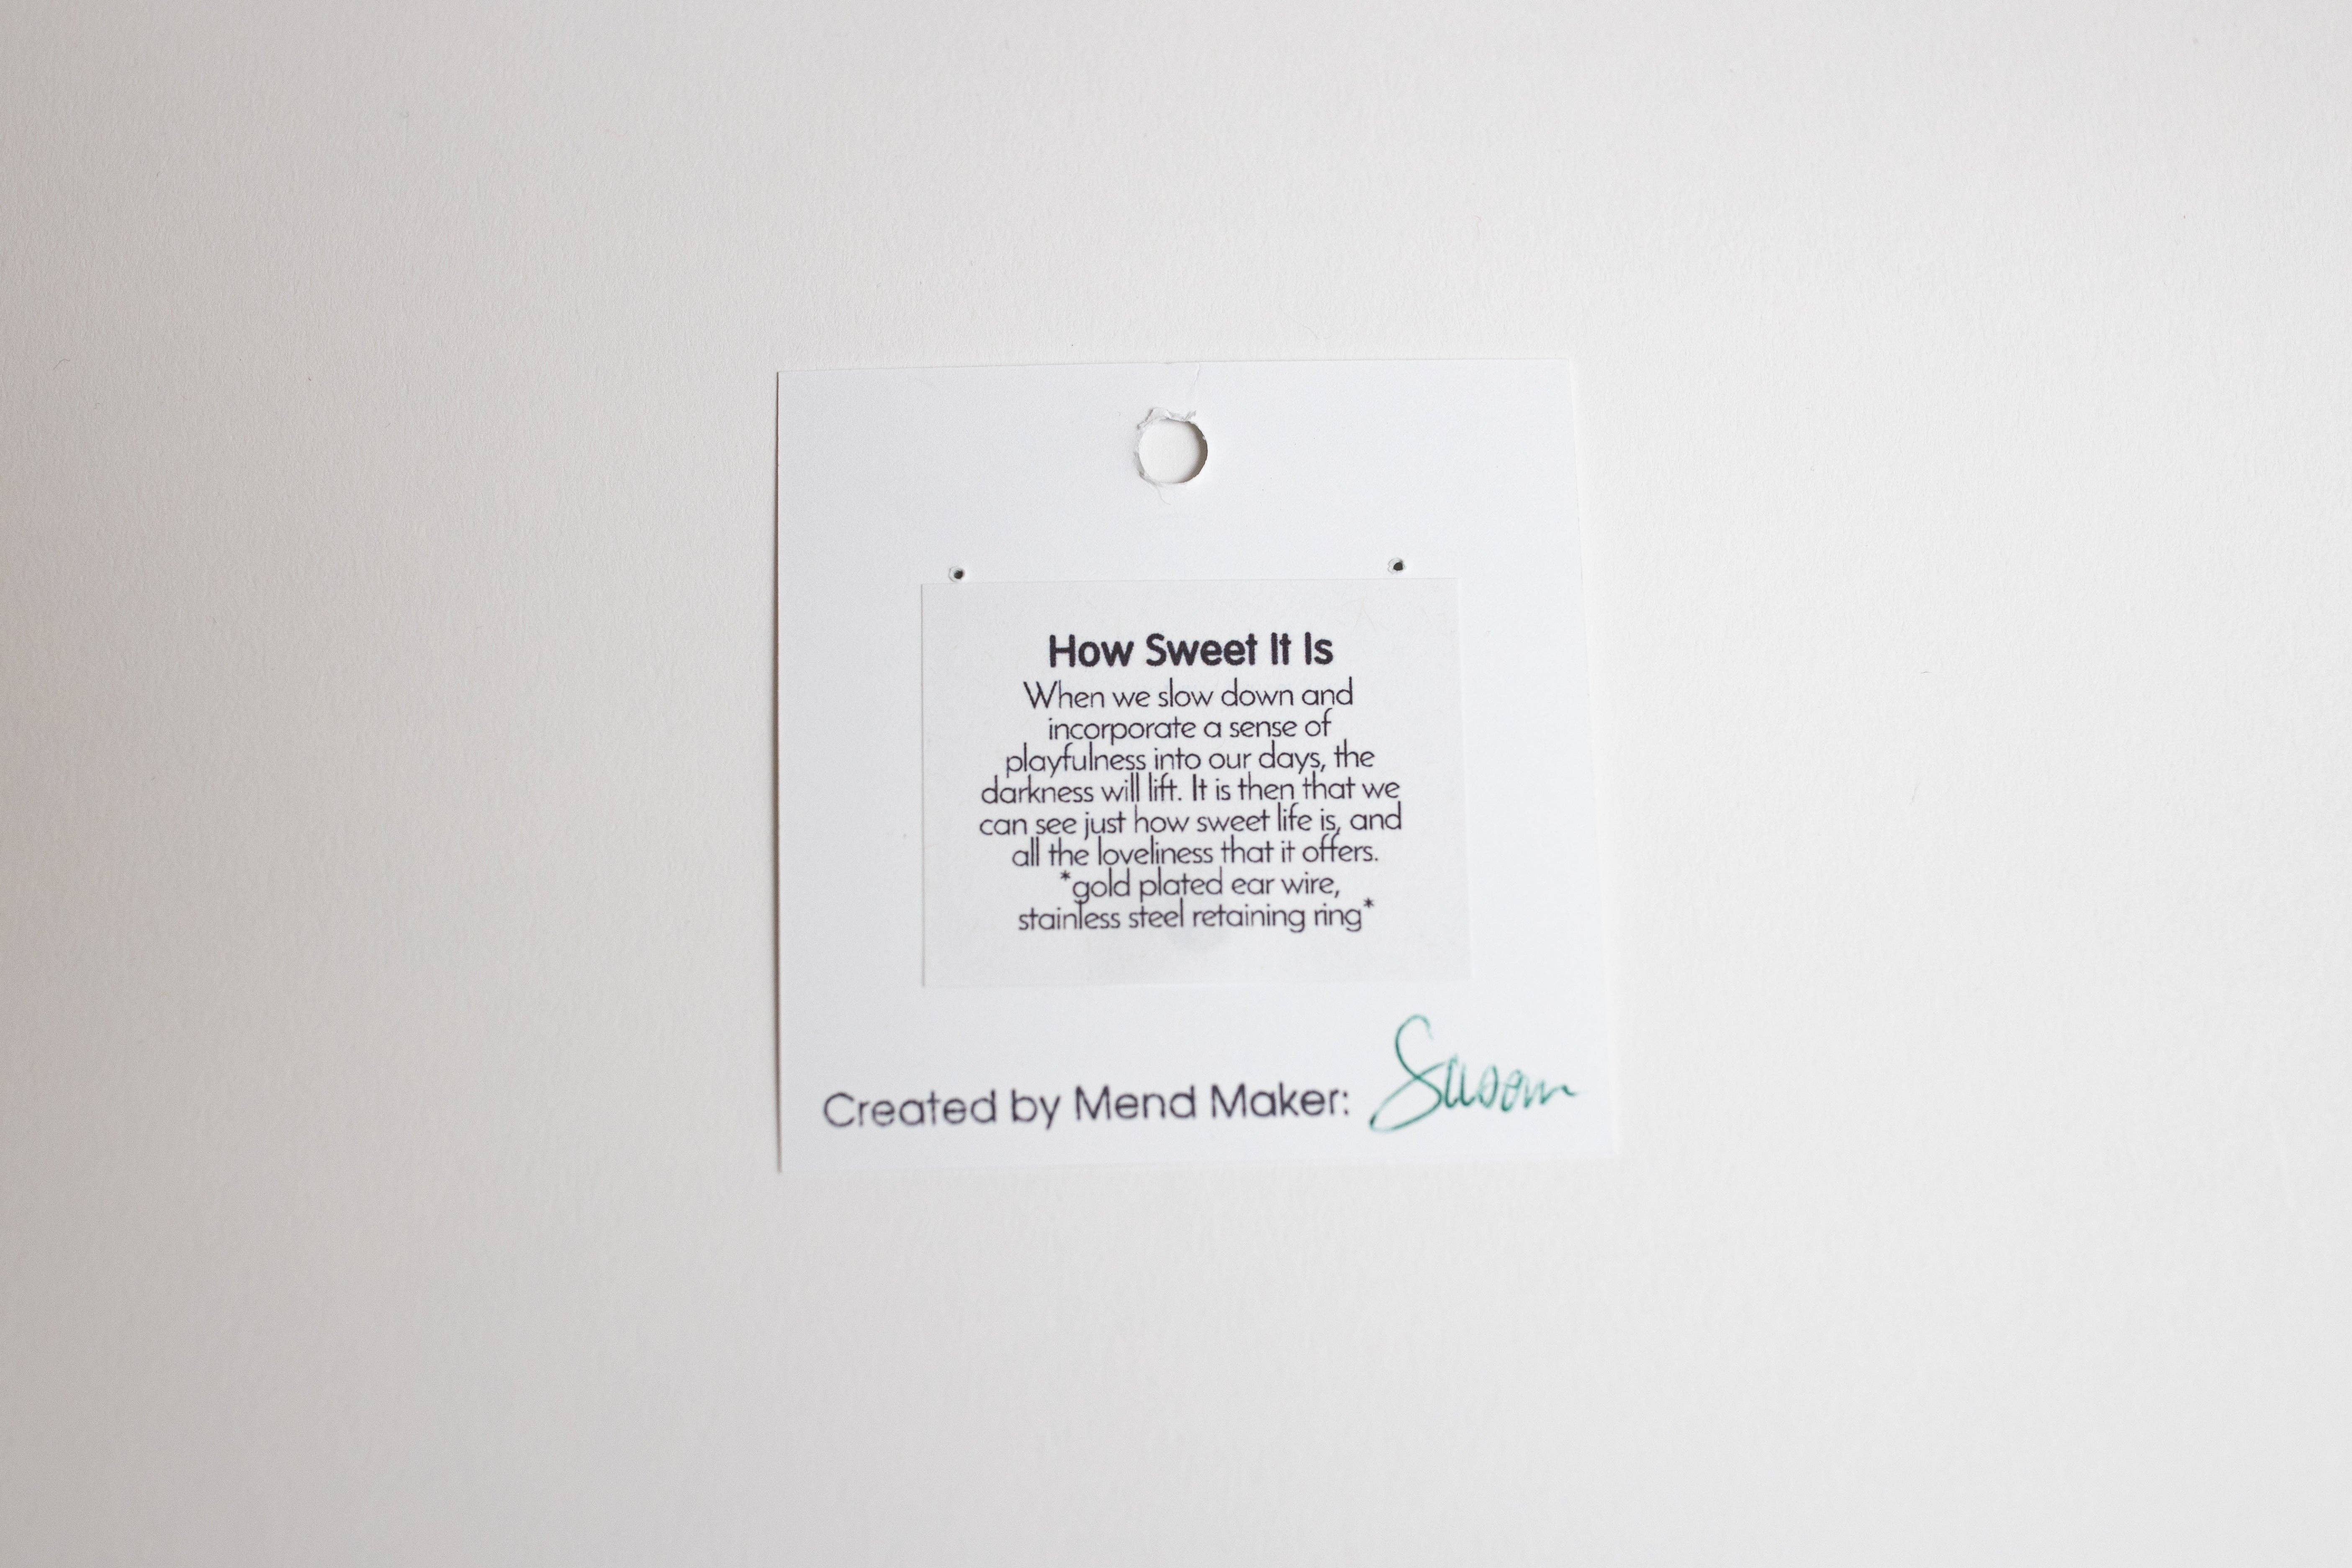 How Sweet It Is
When we slow down and
incorporate a sense of
playfulness into our days, the
darkness will lift. It is then that we
can see just how sweet life is, and
all the loveliness that it offers.
*gold plated ear wire,
stainless steel retaining ring*
Created by Mend Maker: